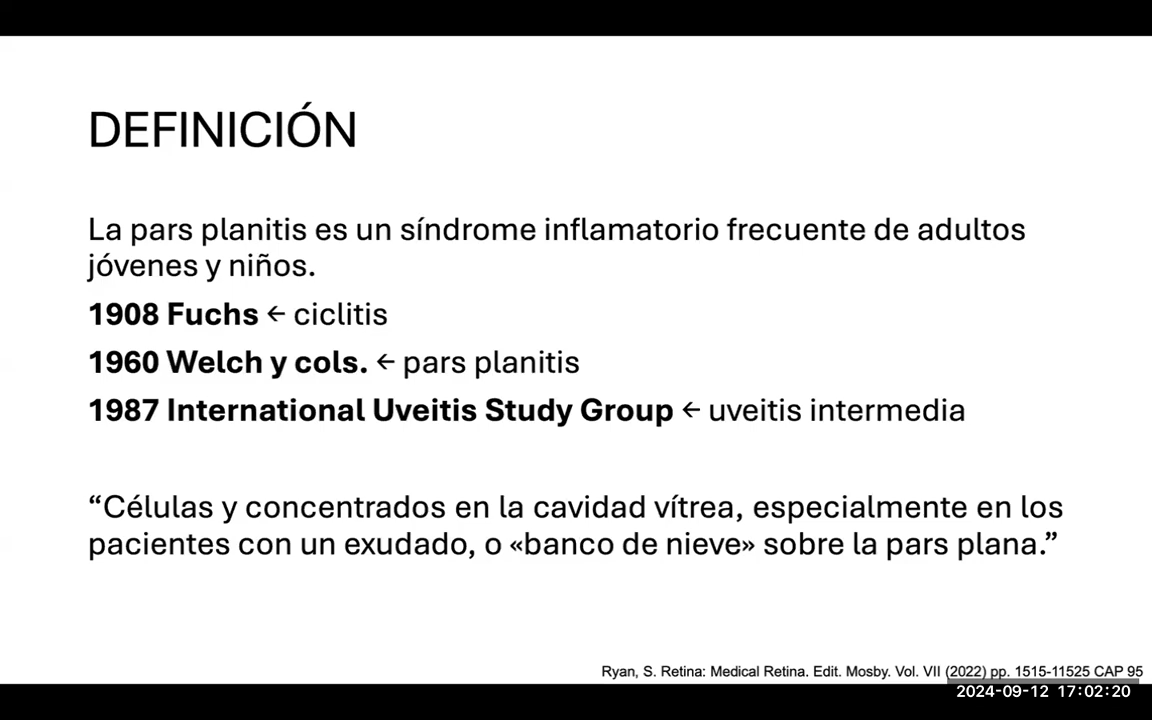 DEFINICIÓN
La pars planitis es un síndrome inflamatorio frecuente de adultos
jóvenes y niños.
1908 Fuchs ← ciclitis
1960 Welch y cols. ← pars planitis
1987 International Uveitis Study Group ← uveitis intermedia
“Células y concentrados en la cavidad vítrea, especialmente en los
pacientes con un exudado, o «banco de nieve» sobre la pars plana.”
Ryan, S. Retina: Medical Retina. Edit. Mosby. Vol. VII (2022) pp. 1515-11525 CAP 95
2024-09-12 17:02:20